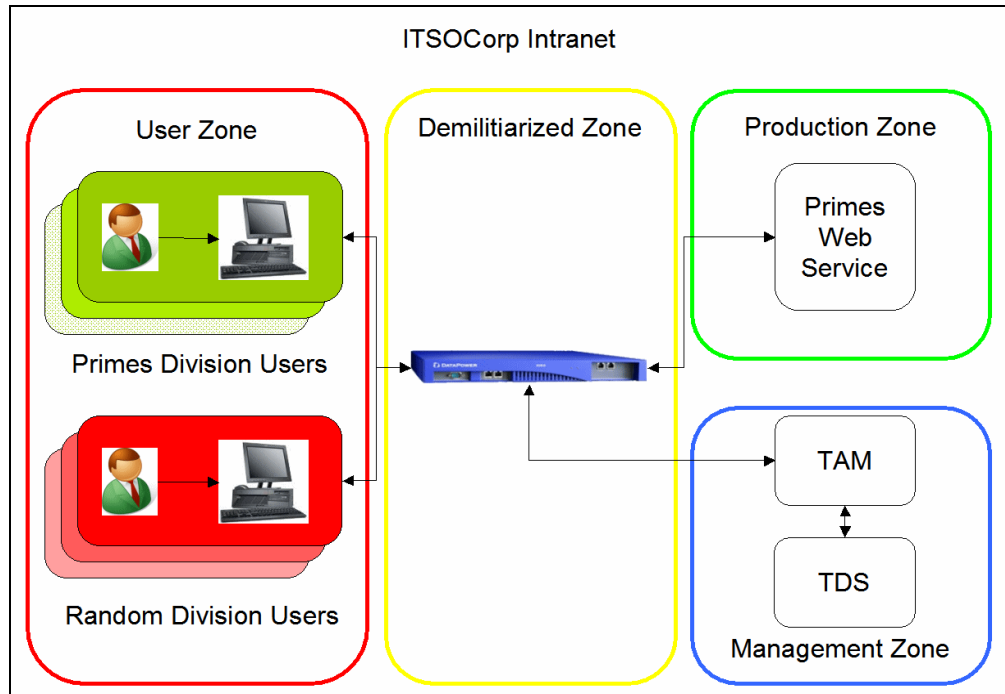 ITSOCorp Intranet
User Zone
Primes Division Users
Random Division Users
Demilitiarized Zone
DATAPOWER
Production Zone
Primes
Web
Service
TAM
TDS
Management Zone